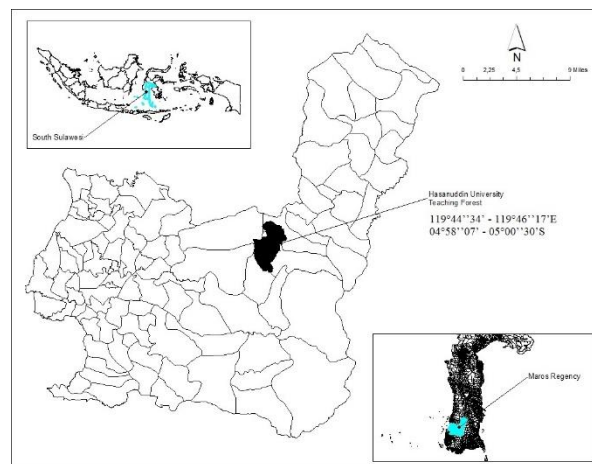 South Sulawesi
N
0 2,25 4,5 9 Miles
Hasanuddin University
Teaching Forest
119°44''34' - 119°46''17'E
04°58''07' - 05°00''30'S
Maros Regency